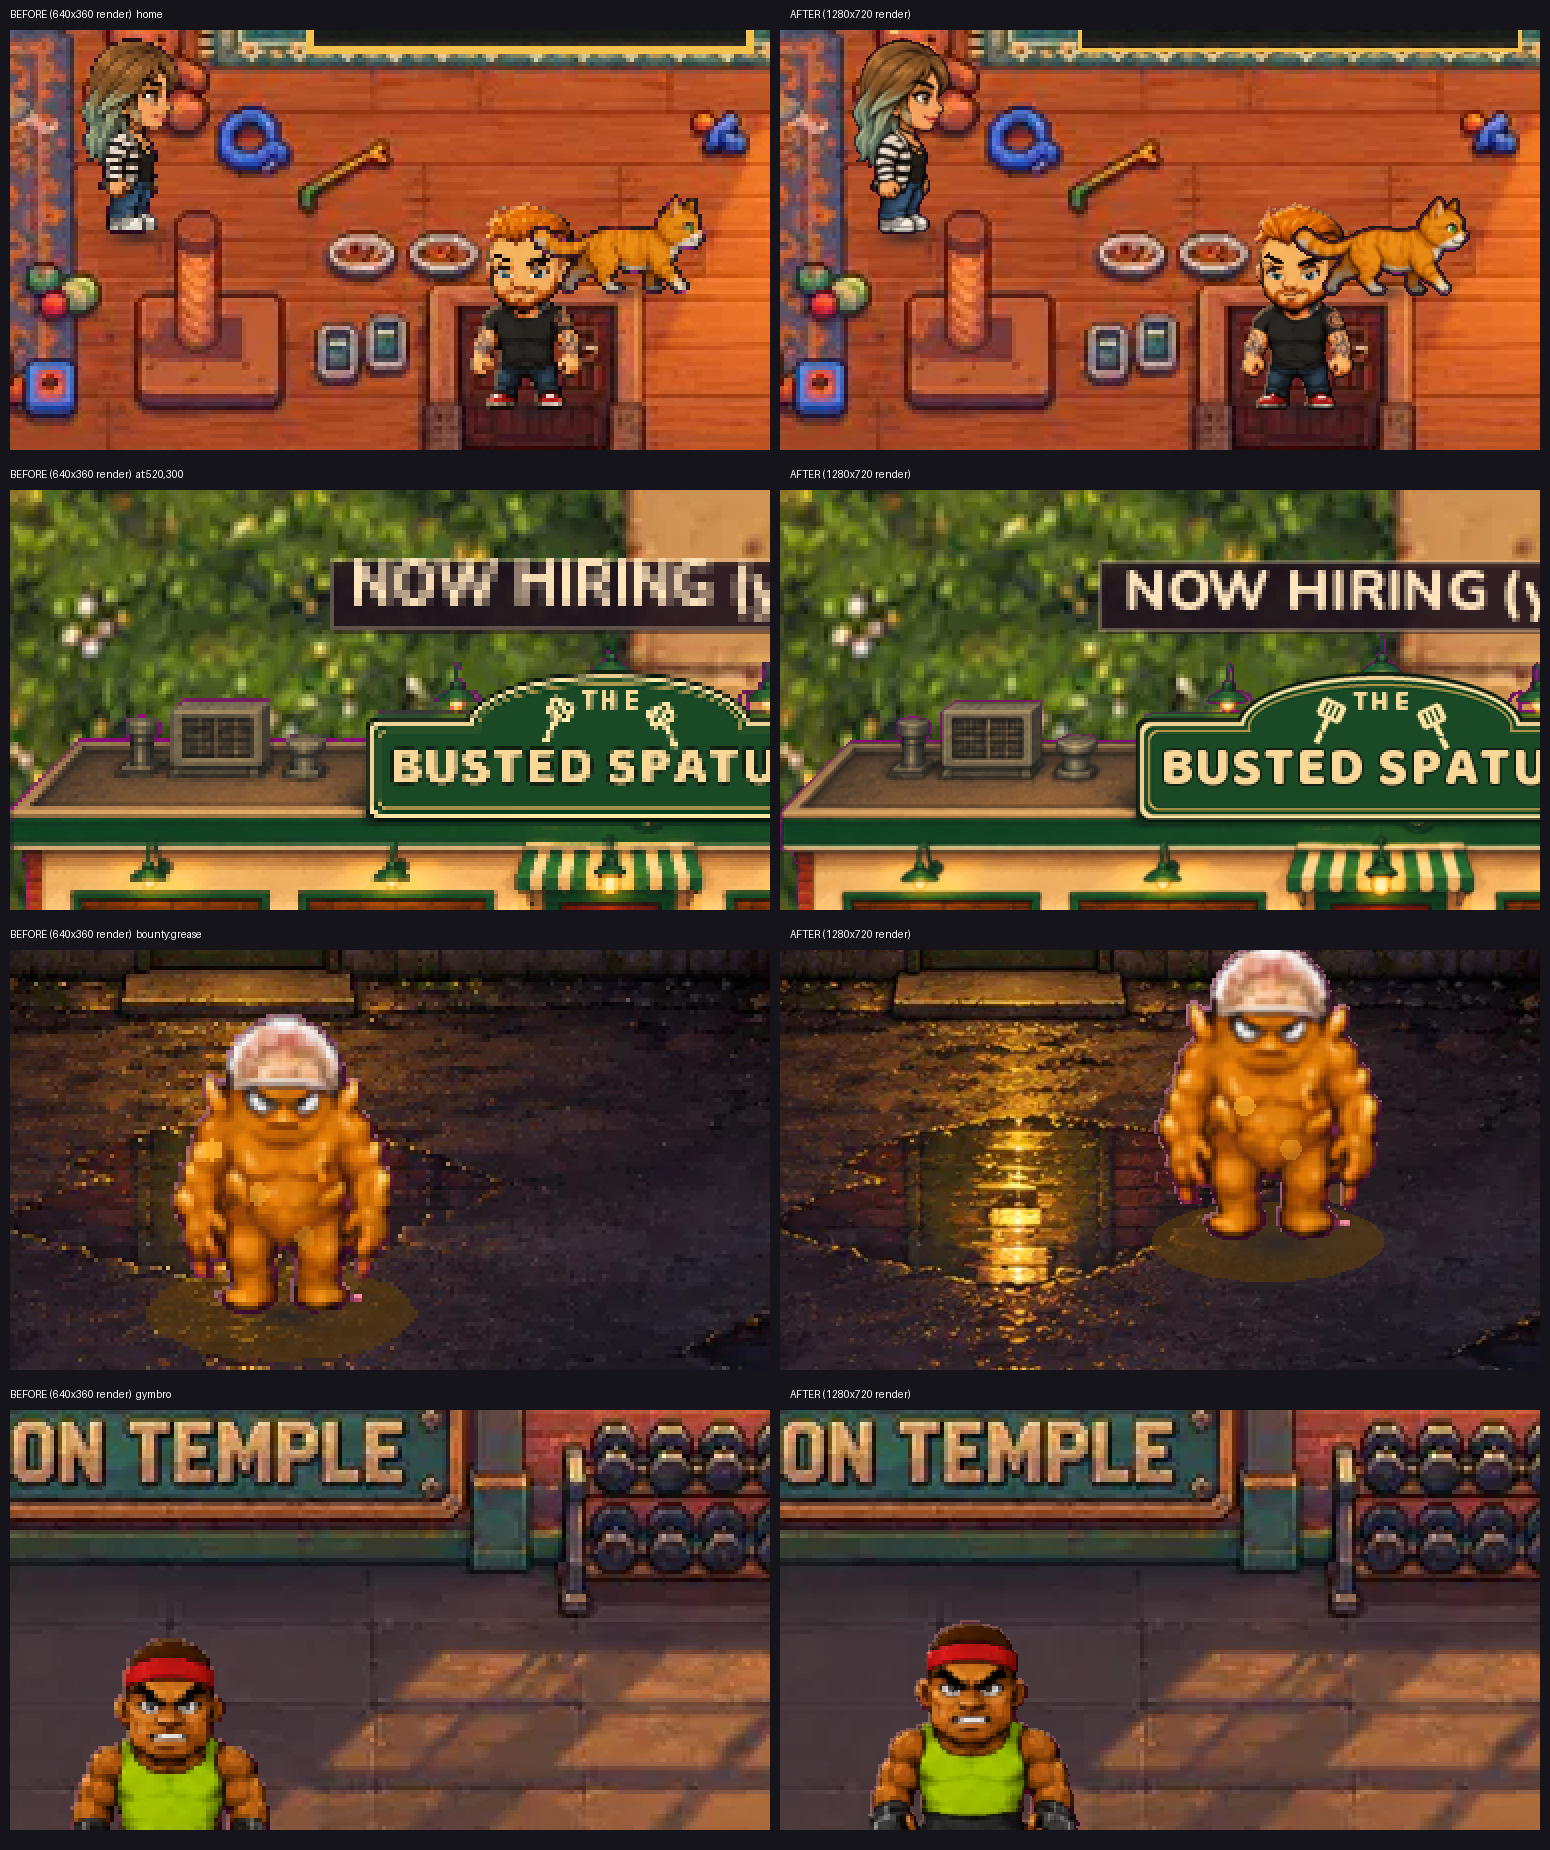 BEFORE (640x360 render) home
AFTER (1280x720 render)
BEFORE (640x360 render) at:520,300
AFTER (1280x720 render)
NOW HIRING (y
THE
BUSTED SPATU
NOW HIRING (y
THE
BUSTED SPATU
BEFORE (640x360 render) bounty:grease
AFTER (1280x720 render)
BEFORE (640x360 render) gymbro
AFTER (1280x720 render)
ON TEMPLE
ON TEMPLE